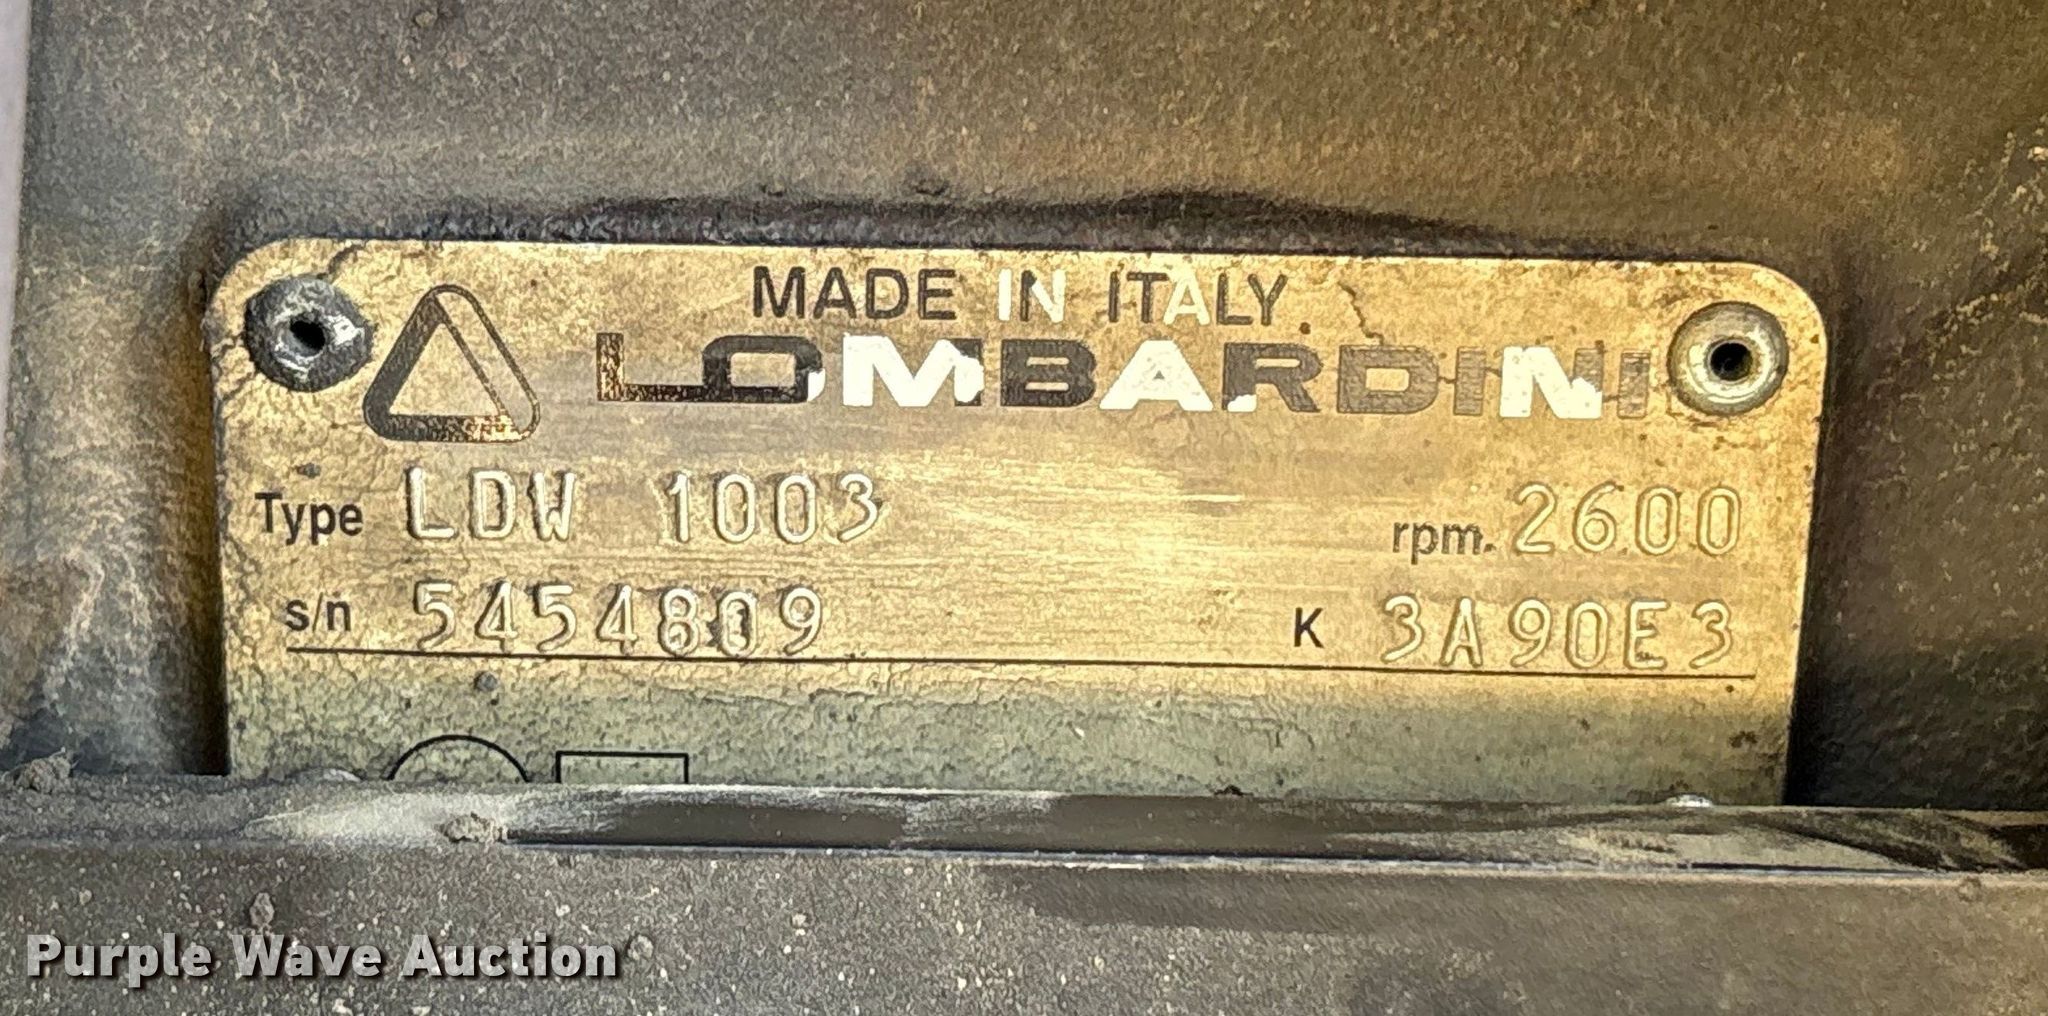 MADE IN ITALY
LOMBARDINI
Type LDW 1003 rpm. 2600
s/n 5454809 K 3A90E3
Purple Wave Auction